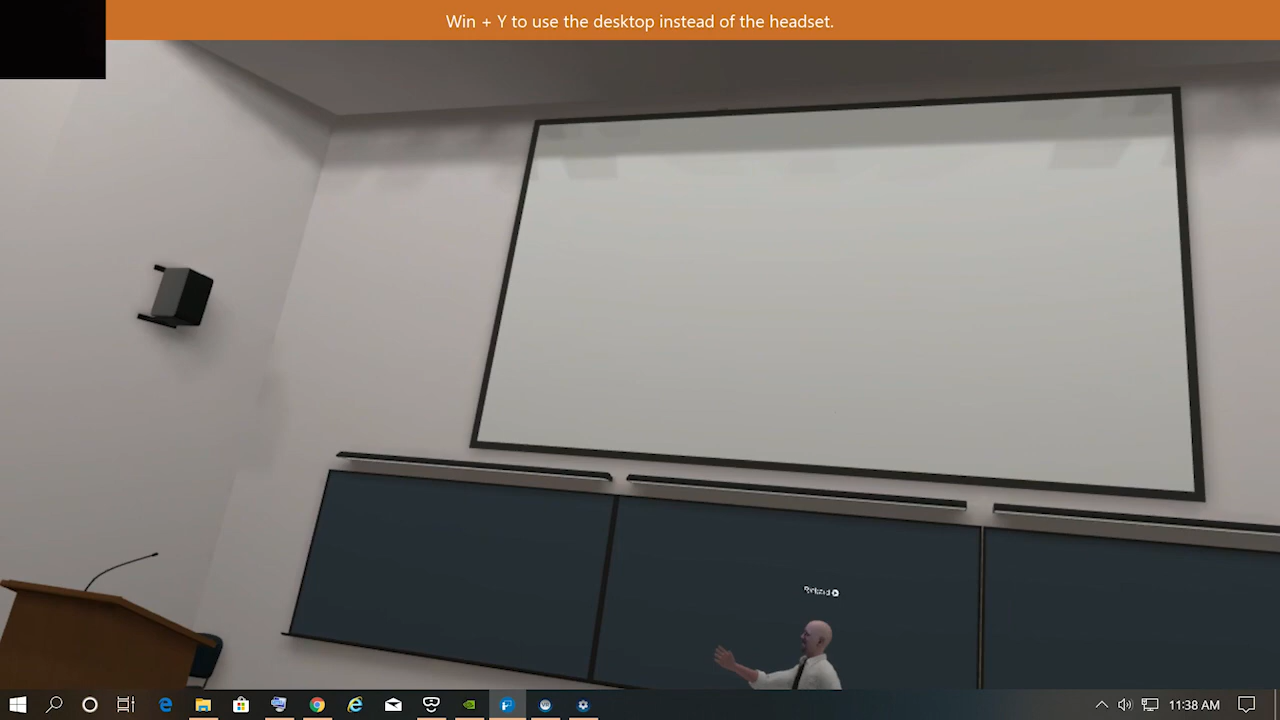 Win + Y to use the desktop instead of the headset.
11:38 AM